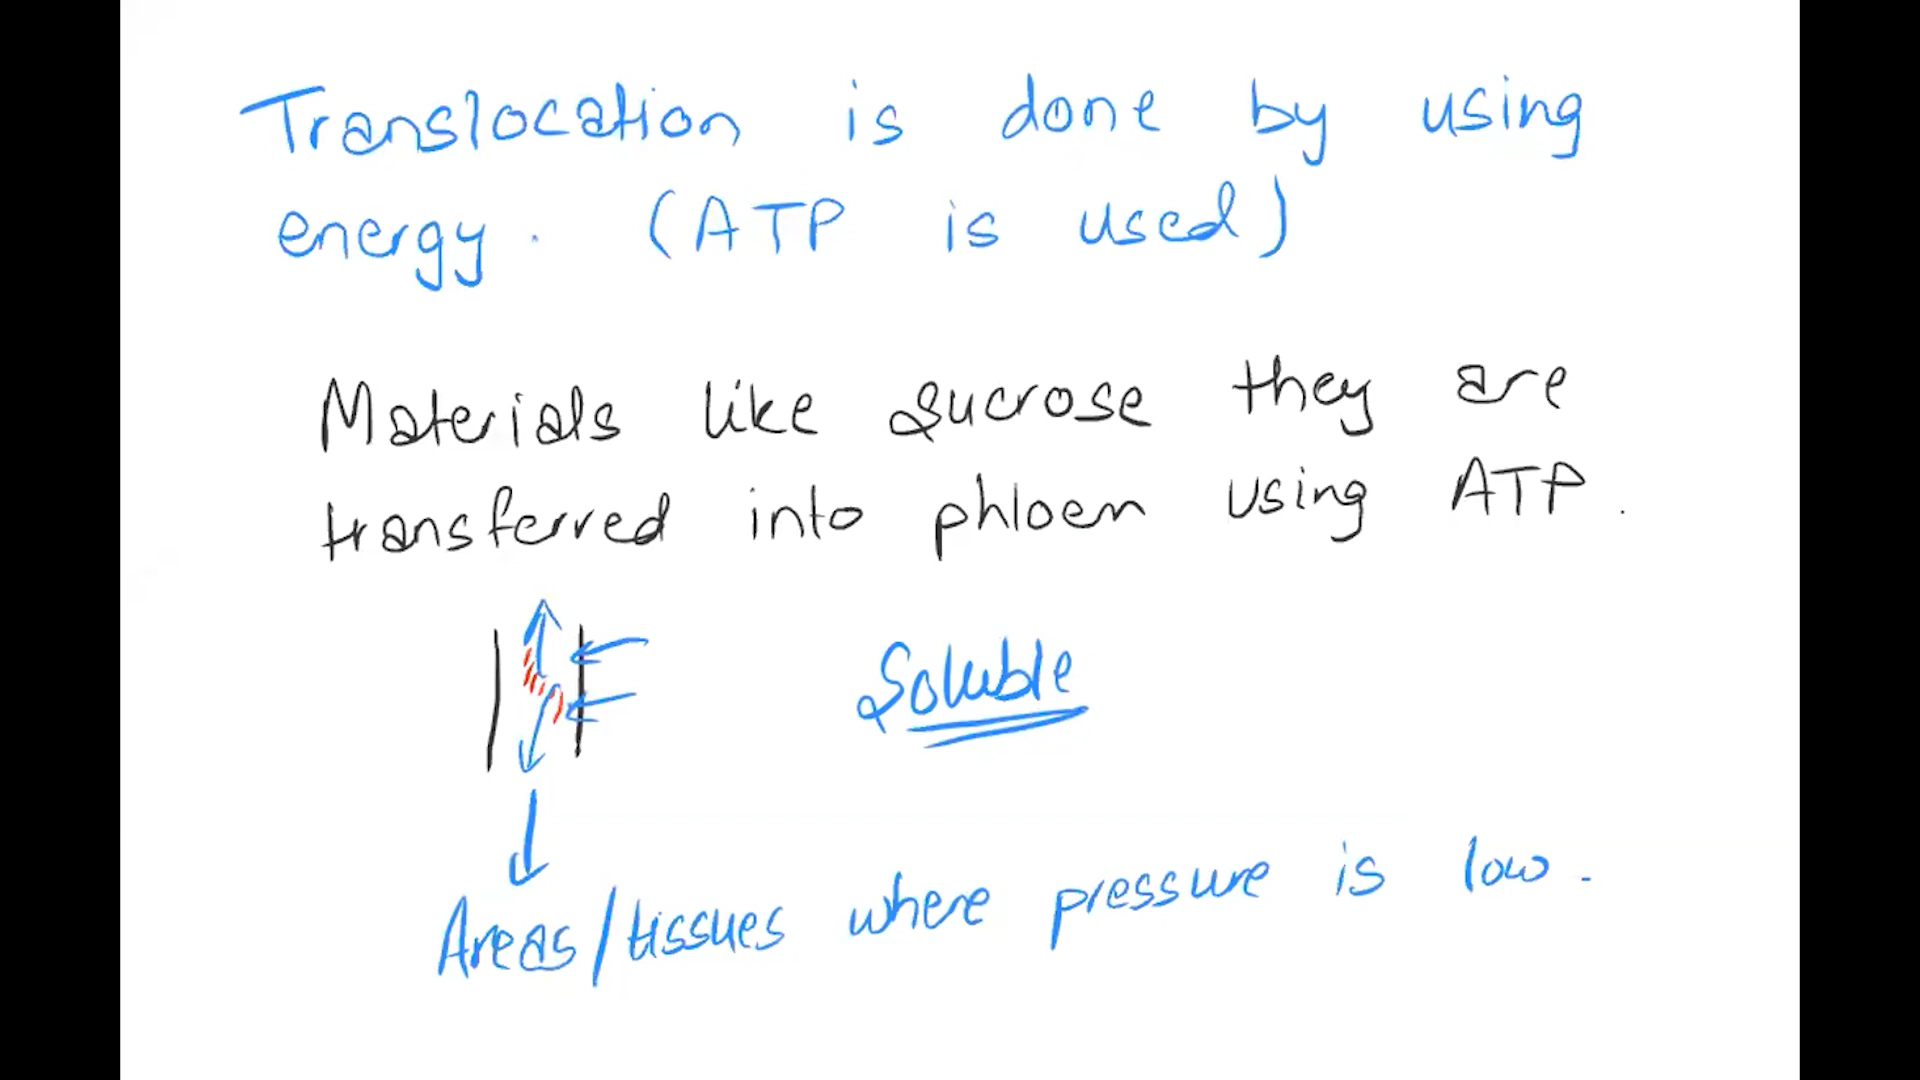 Translocation is done by using
energy. (ATP is used)
Materials like sucrose they are
transferred into phloem using ATP.
Soluble
Areas/tissues where pressure is low.